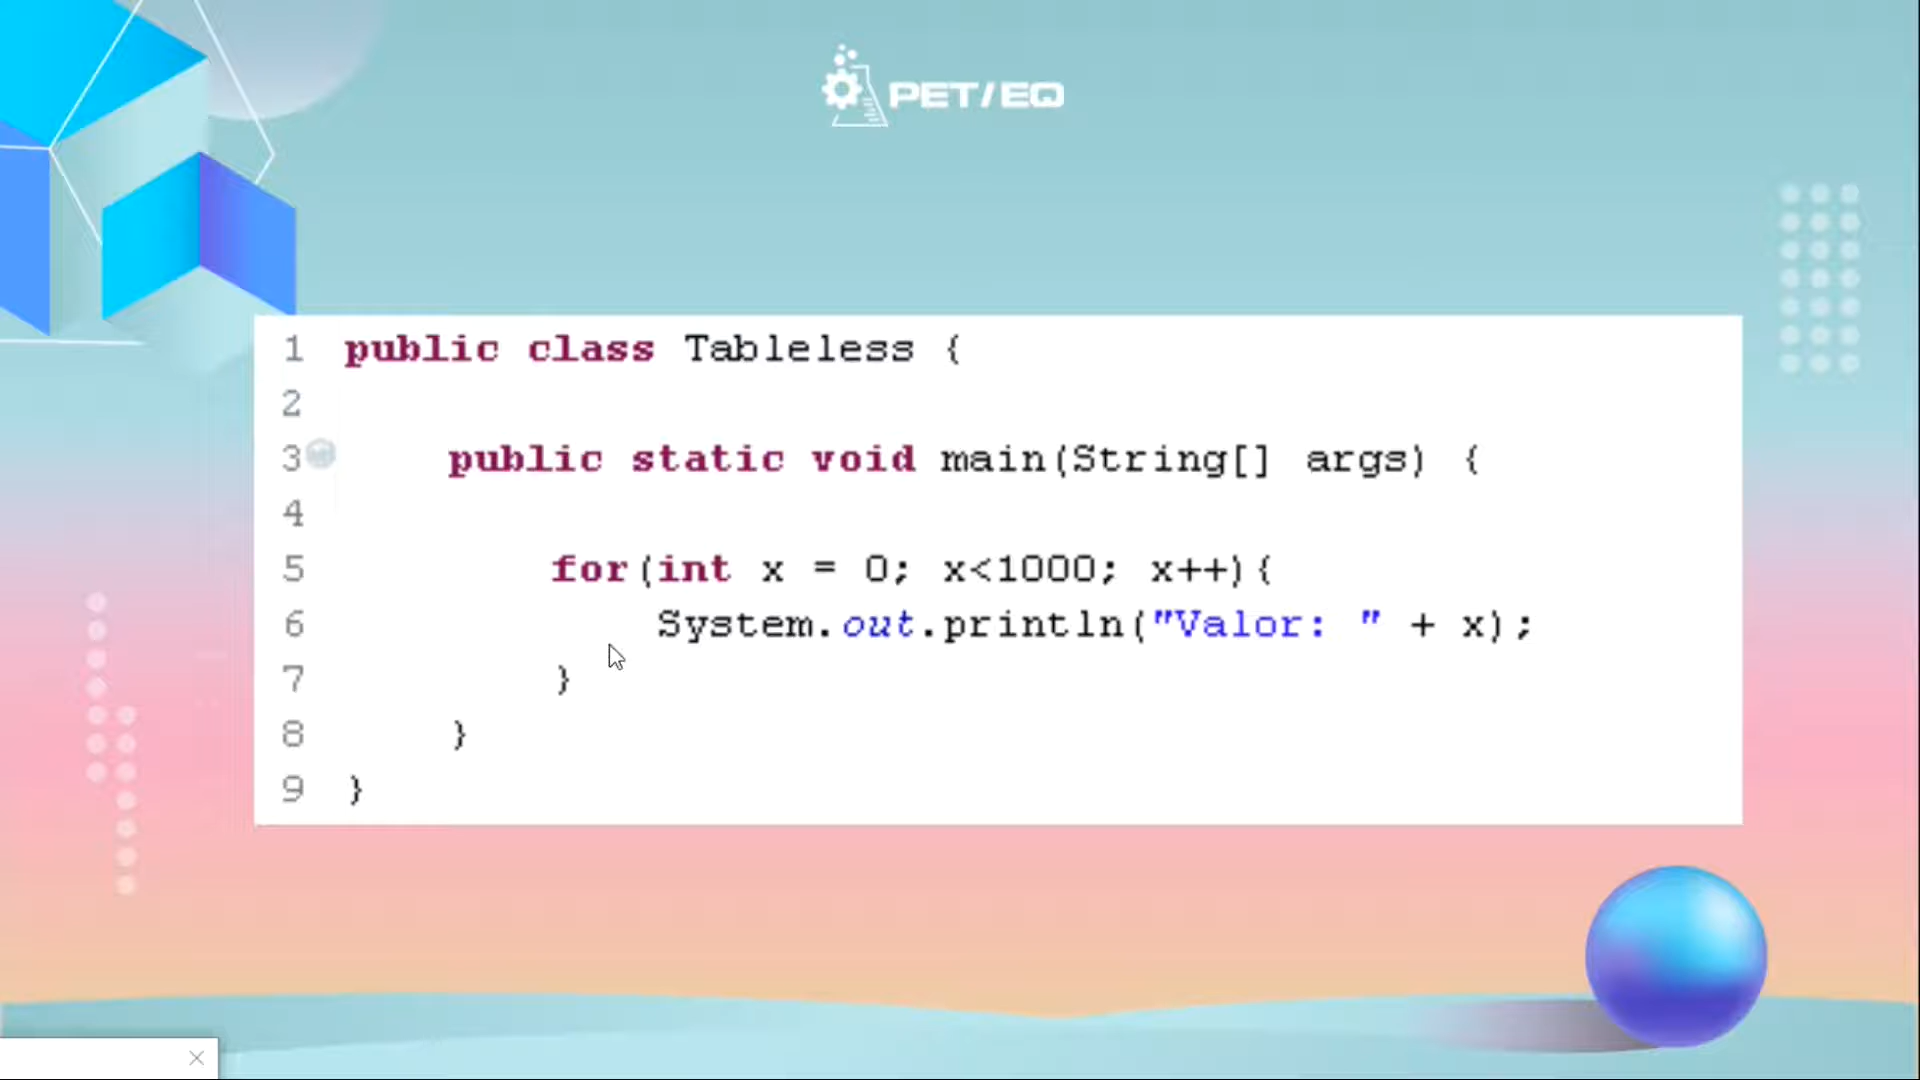 PET/EQ
1 public class Tableless {
2
3 public static void main(String[] args) {
4
5 for(int x = 0; x<1000; x++){
6 System.out.println("Valor: " + x);
7 }
8 }
9 }